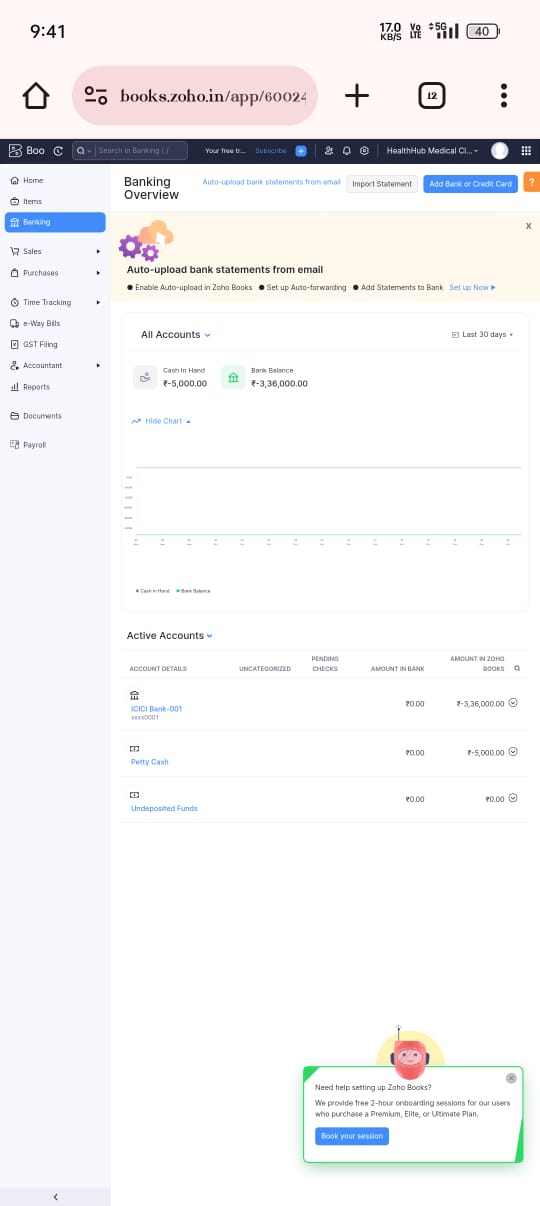 9:41
17.0 KB/S Vo LTE 5G 40
books.zoho.in/app/6002
12
Boo
Search in Banking ( /
Your free tr...
Subscribe
HealthHub Medical Cl...
Home
Items
Banking
Sales
Purchases
Time Tracking
e-Way Bills
GST Filing
Accountant
Reports
Documents
Payroll
Banking Overview
Auto-upload bank statements from email
Import Statement
Add Bank or Credit Card
?
x
Auto-upload bank statements from email
Enable Auto-upload in Zoho Books
Set up Auto-forwarding
Add Statements to Bank
Set up Now
All Accounts
Last 30 days
Cash In Hand
₹-5,000.00
Bank Balance
₹-3,36,000.00
Hide Chart
Cash In Hand
Bank Balance
Active Accounts
ACCOUNT DETAILS
UNCATEGORIZED
PENDING CHECKS
AMOUNT IN BANK
AMOUNT IN ZOHO BOOKS
ICICI Bank-001
xxxx0001
₹0.00
₹-3,36,000.00
Petty Cash
₹0.00
₹-5,000.00
Undeposited Funds
₹0.00
₹0.00
Need help setting up Zoho Books?
We provide free 2-hour onboarding sessions for our users
who purchase a Premium, Elite, or Ultimate Plan.
Book your session